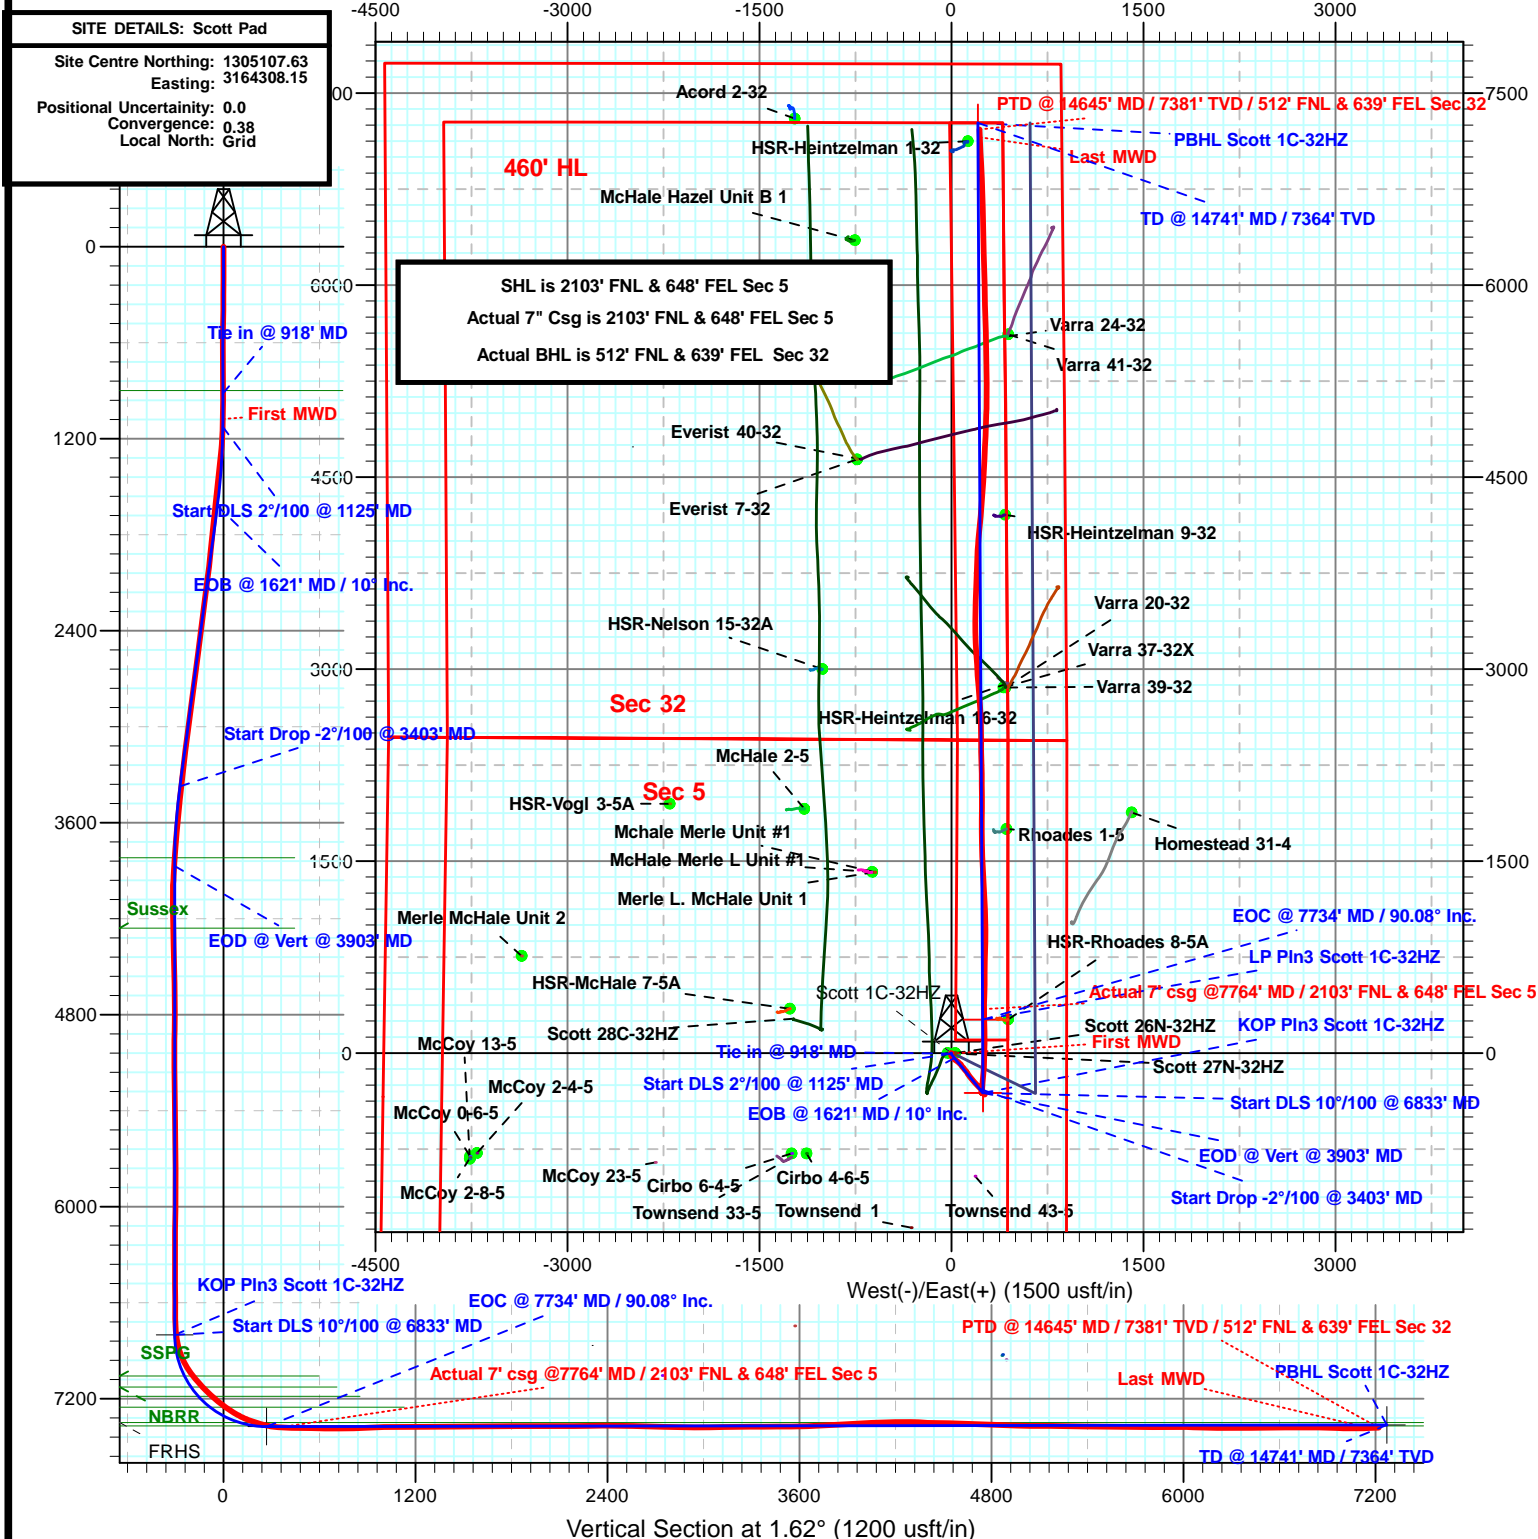 SITE DETAILS: Scott Pad
Site Centre Northing: 1305107.63
Easting: 3164308.15
Positional Uncertainity: 0.0
Convergence: 0.38
Local North: Grid
-4500 -3000 -1500 0 1500 3000
7500
6000
4500
3000
1500
0
6000
4500
3000
1500
0
0
1200
2400
3600
4800
6000
7200
Acord 2-32
PTD @ 14645' MD / 7381' TVD / 512' FNL & 639' FEL Sec 32
PBHL Scott 1C-32HZ
HSR-Heintzelman 1-32
Last MWD
460' HL
McHale Hazel Unit B 1
TD @ 14741' MD / 7364' TVD
SHL is 2103' FNL & 648' FEL Sec 5
Actual 7" Csg is 2103' FNL & 648' FEL Sec 5
Actual BHL is 512' FNL & 639' FEL Sec 32
Varra 24-32
Varra 41-32
Tie in @ 918' MD
First MWD
Everist 40-32
Everist 7-32
Start DLS 2°/100 @ 1125' MD
HSR-Heintzelman 9-32
EOB @ 1621' MD / 10° Inc.
Varra 20-32
HSR-Nelson 15-32A
Varra 37-32X
Varra 39-32
Sec 32
HSR-Heintzelman 16-32
Start Drop -2°/100 @ 3403' MD
McHale 2-5
Sec 5
HSR-Vogl 3-5A
Mchale Merle Unit #1
Rhoades 1-5
Homestead 31-4
McHale Merle L Unit #1
Merle L. McHale Unit 1
Sussex
Merle McHale Unit 2
EOC @ 7734' MD / 90.08° Inc.
EOD @ Vert @ 3903' MD
HSR-Rhoades 8-5A
LP Pln3 Scott 1C-32HZ
HSR-McHale 7-5A
Scott 1C-32HZ
Actual 7' csg @7764' MD / 2103' FNL & 648' FEL Sec 5
Scott 28C-32HZ
Scott 26N-32HZ
KOP Pln3 Scott 1C-32HZ
McCoy 13-5
Tie in @ 918' MD
First MWD
Scott 27N-32HZ
McCoy 2-4-5
Start DLS 2°/100 @ 1125' MD
McCoy 0-6-5
EOB @ 1621' MD / 10° Inc.
Start DLS 10°/100 @ 6833' MD
EOD @ Vert @ 3903' MD
McCoy 23-5
Cirbo 6-4-5
Cirbo 4-6-5
McCoy 2-8-5
Start Drop -2°/100 @ 3403' MD
Townsend 33-5
Townsend 1
Townsend 43-5
-4500 -3000 -1500 0 1500 3000
West(-)/East(+) (1500 usft/in)
KOP Pln3 Scott 1C-32HZ
EOC @ 7734' MD / 90.08° Inc.
Start DLS 10°/100 @ 6833' MD
PTD @ 14645' MD / 7381' TVD / 512' FNL & 639' FEL Sec 32
SSPG
Actual 7' csg @7764' MD / 2103' FNL & 648' FEL Sec 5
Last MWD
PBHL Scott 1C-32HZ
NBRR
FRHS
TD @ 14741' MD / 7364' TVD
0 1200 2400 3600 4800 6000 7200
Vertical Section at 1.62° (1200 usft/in)